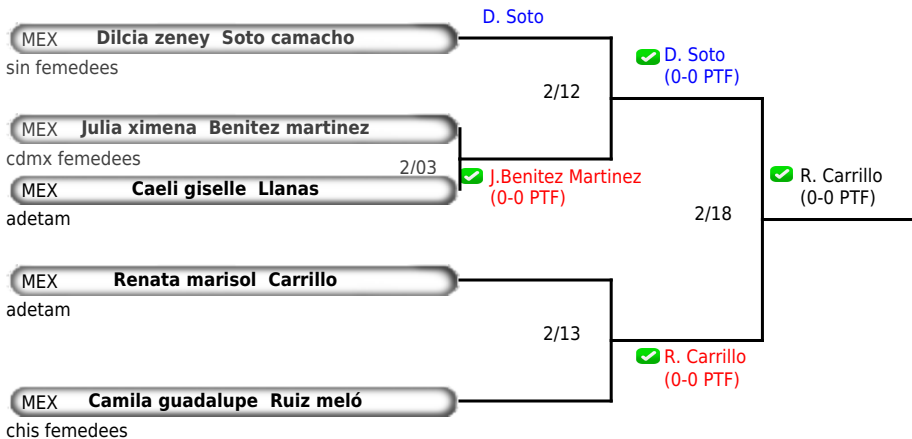 D. Soto
MEX Dilcia zeney Soto camacho
sin femedees
D. Soto
(0-0 PTF)
2/12
MEX Julia ximena Benitez martinez
cdmx femedees
2/03
J.Benitez Martinez
(0-0 PTF)
MEX Caeli giselle Llanas
adetam
R. Carrillo
(0-0 PTF)
2/18
MEX Renata marisol Carrillo
adetam
2/13
R. Carrillo
(0-0 PTF)
MEX Camila guadalupe Ruiz meló
chis femedees